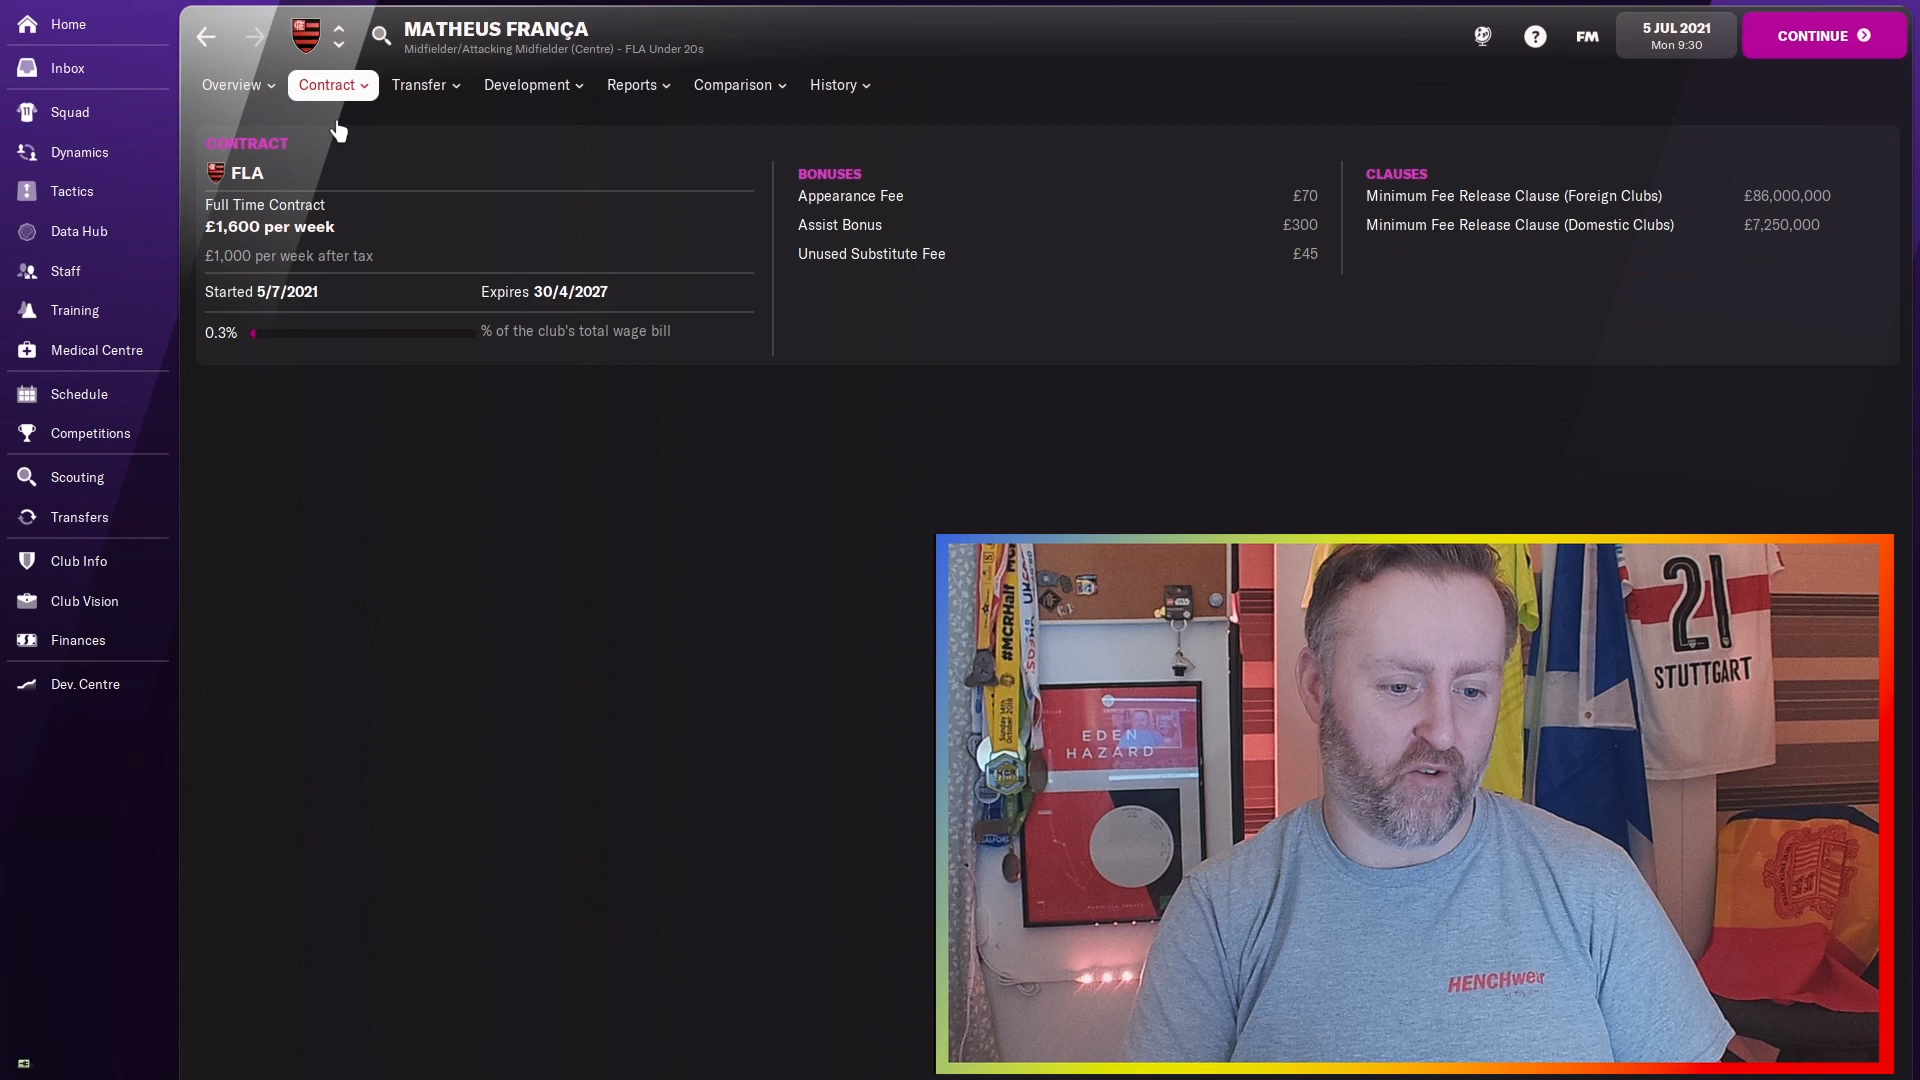 Home
Inbox
Squad
Dynamics
Tactics
Data Hub
Staff
Training
Medical Centre
Schedule
Competitions
Scouting
Transfers
Club Info
Club Vision
Finances
Dev. Centre
MATHEUS FRANÇA
Midfielder/Attacking Midfielder (Centre) - FLA Under 20s
FM
5 JUL 2021
Mon 9:30
CONTINUE
Overview Contract Transfer Development Reports Comparison History
CONTRACT
FLA
Full Time Contract
£1,600 per week
£1,000 per week after tax
Started 5/7/2021 Expires 30/4/2027
0.3% % of the club's total wage bill
BONUSES
Appearance Fee £70
Assist Bonus £300
Unused Substitute Fee £45
CLAUSES
Minimum Fee Release Clause (Foreign Clubs) £86,000,000
Minimum Fee Release Clause (Domestic Clubs) £7,250,000
#MCRHalf
Sunday 14th
October 2018
EDEN
HAZARD
21
STUTTGART
HENCHwear